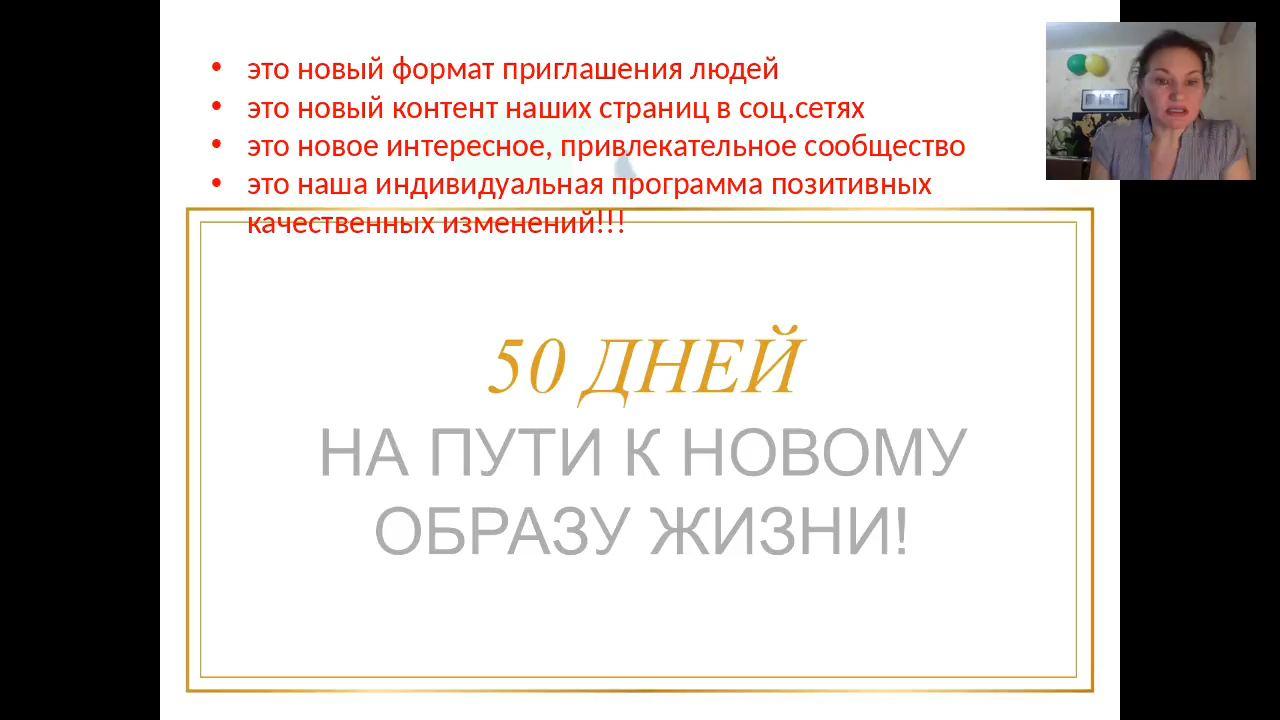 • это новый формат приглашения людей
• это новый контент наших страниц в соц.сетях
• это новое интересное, привлекательное сообщество
• это наша индивидуальная программа позитивных
качественных изменений!!!
50 ДНЕЙ
НА ПУТИ К НОВОМУ
ОБРАЗУ ЖИЗНИ!